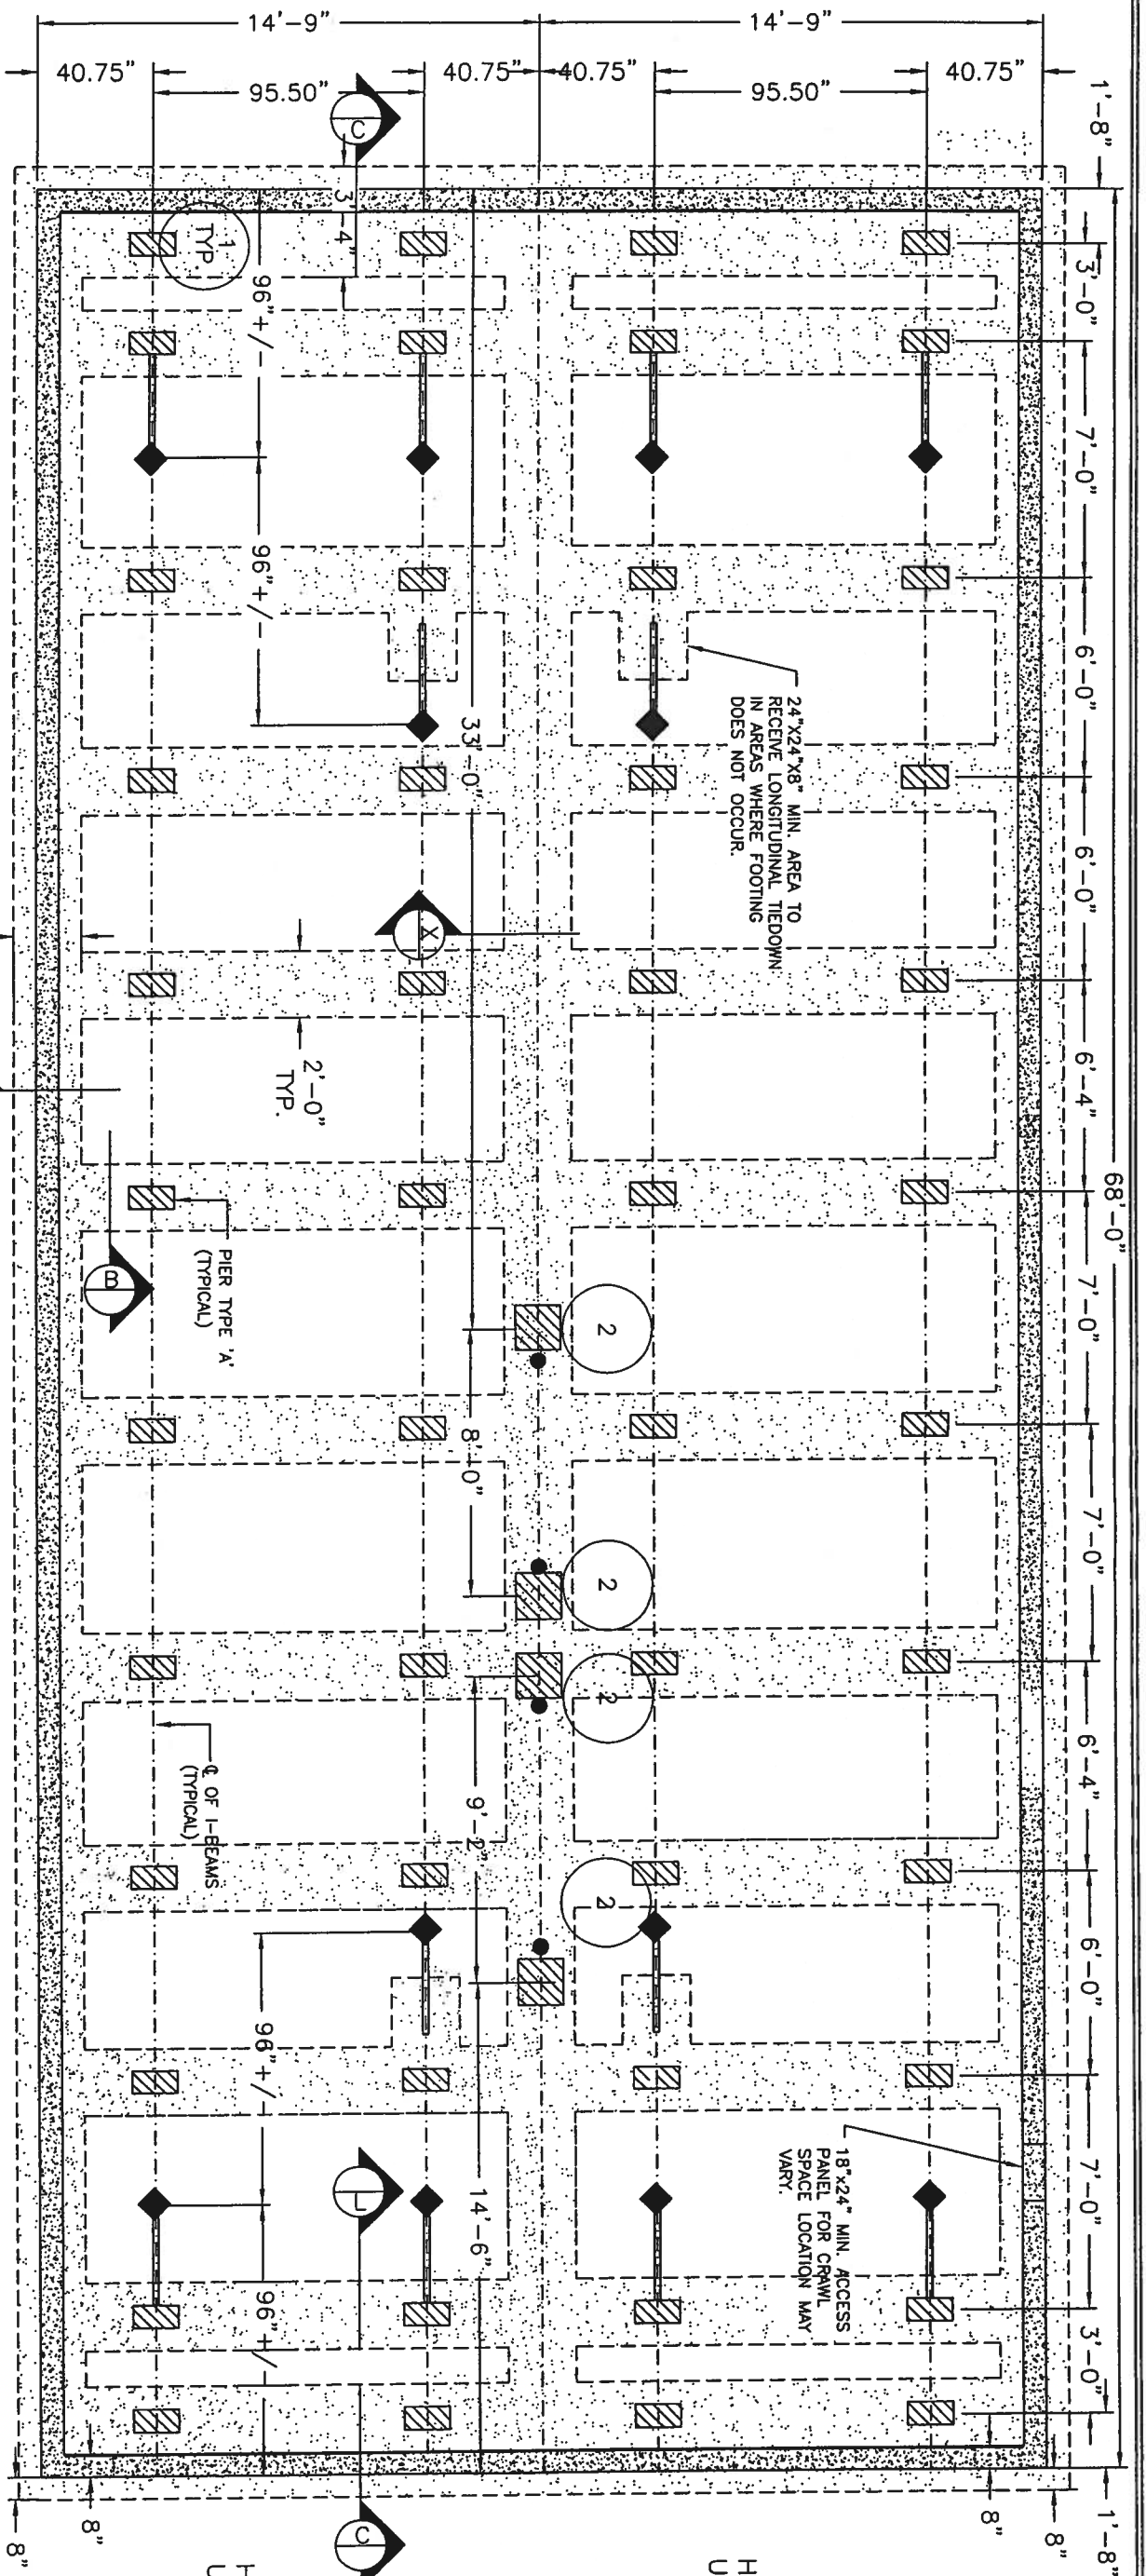 14'-9"
14'-9"
40.75"
95.50"
40.75"
40.75"
95.50"
40.75"
1'-8"
68'-0"
3'-0"
7'-0"
6'-0"
6'-0"
6'-4"
7'-0"
7'-0"
6'-4"
6'-0"
7'-0"
3'-0"
1'-8"
C
3'-4"
1
TYP.
96"+/-
96"+/-
33'-0"
24"X24"X8" MIN. AREA TO
RECEIVE LONGITUDINAL TIEDOWN
IN AREAS WHERE FOOTING
DOES NOT OCCUR.
X
2'-0"
TYP.
PIER TYPE 'A'
(TYPICAL)
B
2
8'-0"
2
2
9'-2"
2
℄ OF I-BEAMS
(TYPICAL)
96"+/-
96"+/-
14'-6"
L
18"x24" MIN. ACCESS
PANEL FOR CRAWL
SPACE LOCATION MAY
VARY.
C
8"
8"
8"
8"
H
U
H
U